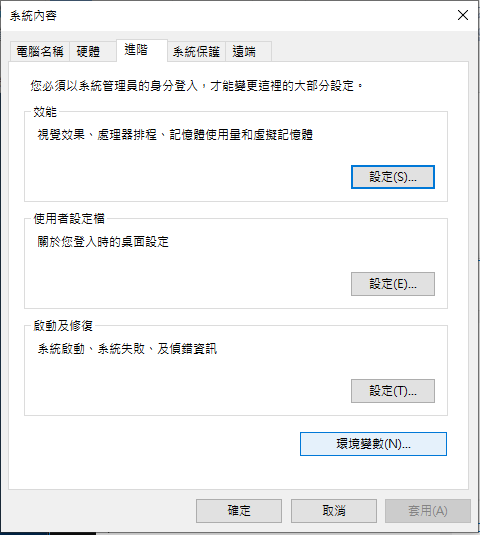 系統內容
電腦名稱 硬體 進階 系統保護 遠端
您必須以系統管理員的身分登入，才能變更這裡的大部分設定。
效能
視覺效果、處理器排程、記憶體使用量和虛擬記憶體
設定(S)...
使用者設定檔
關於您登入時的桌面設定
設定(E)...
啟動及修復
系統啟動、系統失敗、及偵錯資訊
設定(T)...
環境變數(N)...
確定 取消 套用(A)